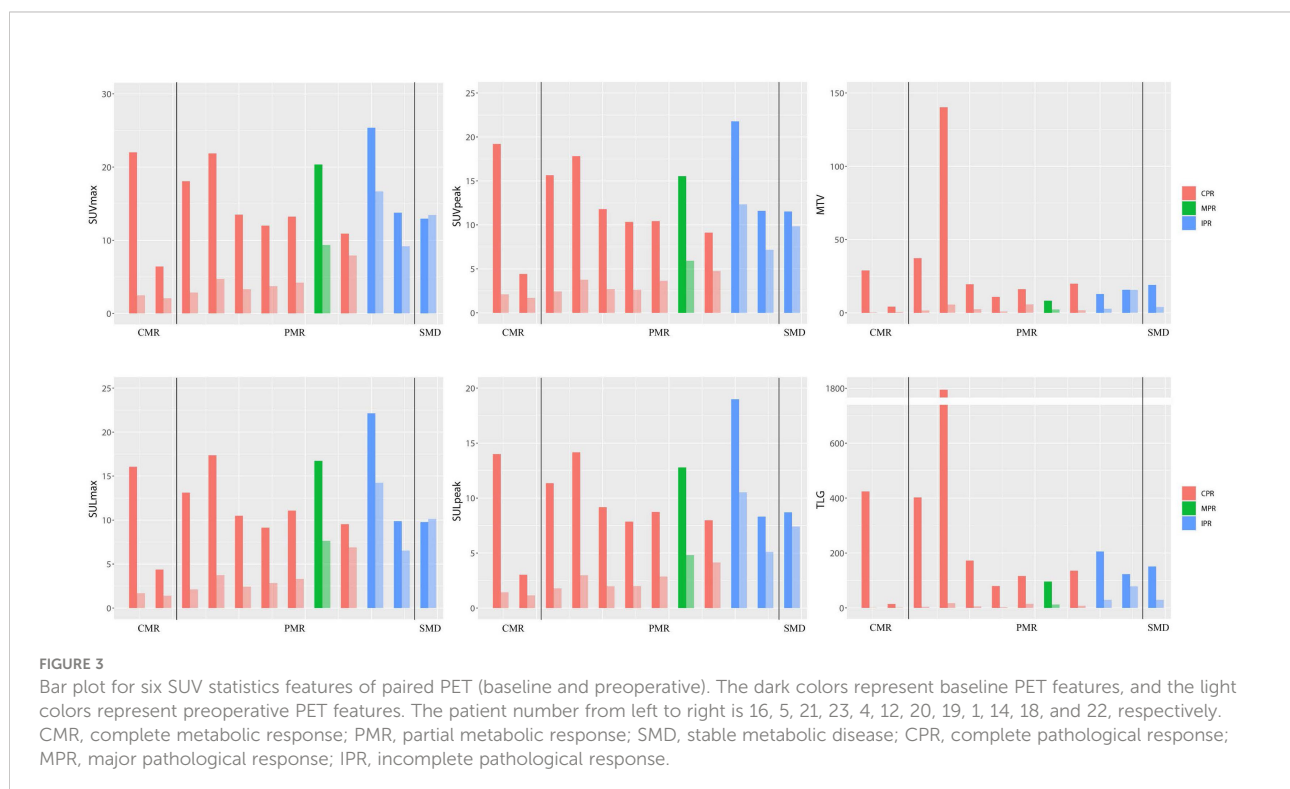 30
20
10
0
SUVmax
CMR
PMR
SMD
25
20
15
10
5
0
SUVpeak
CMR
PMR
SMD
150
100
50
0
MTV
CMR
PMR
SMD
CPR
MPR
IPR
25
20
15
10
5
0
SULmax
CMR
PMR
SMD
20
15
10
5
0
SULpeak
CMR
PMR
SMD
1800
600
400
200
0
TLG
CMR
PMR
SMD
CPR
MPR
IPR
FIGURE 3
Bar plot for six SUV statistics features of paired PET (baseline and preoperative). The dark colors represent baseline PET features, and the light
colors represent preoperative PET features. The patient number from left to right is 16, 5, 21, 23, 4, 12, 20, 19, 1, 14, 18, and 22, respectively.
CMR, complete metabolic response; PMR, partial metabolic response; SMD, stable metabolic disease; CPR, complete pathological response;
MPR, major pathological response; IPR, incomplete pathological response.